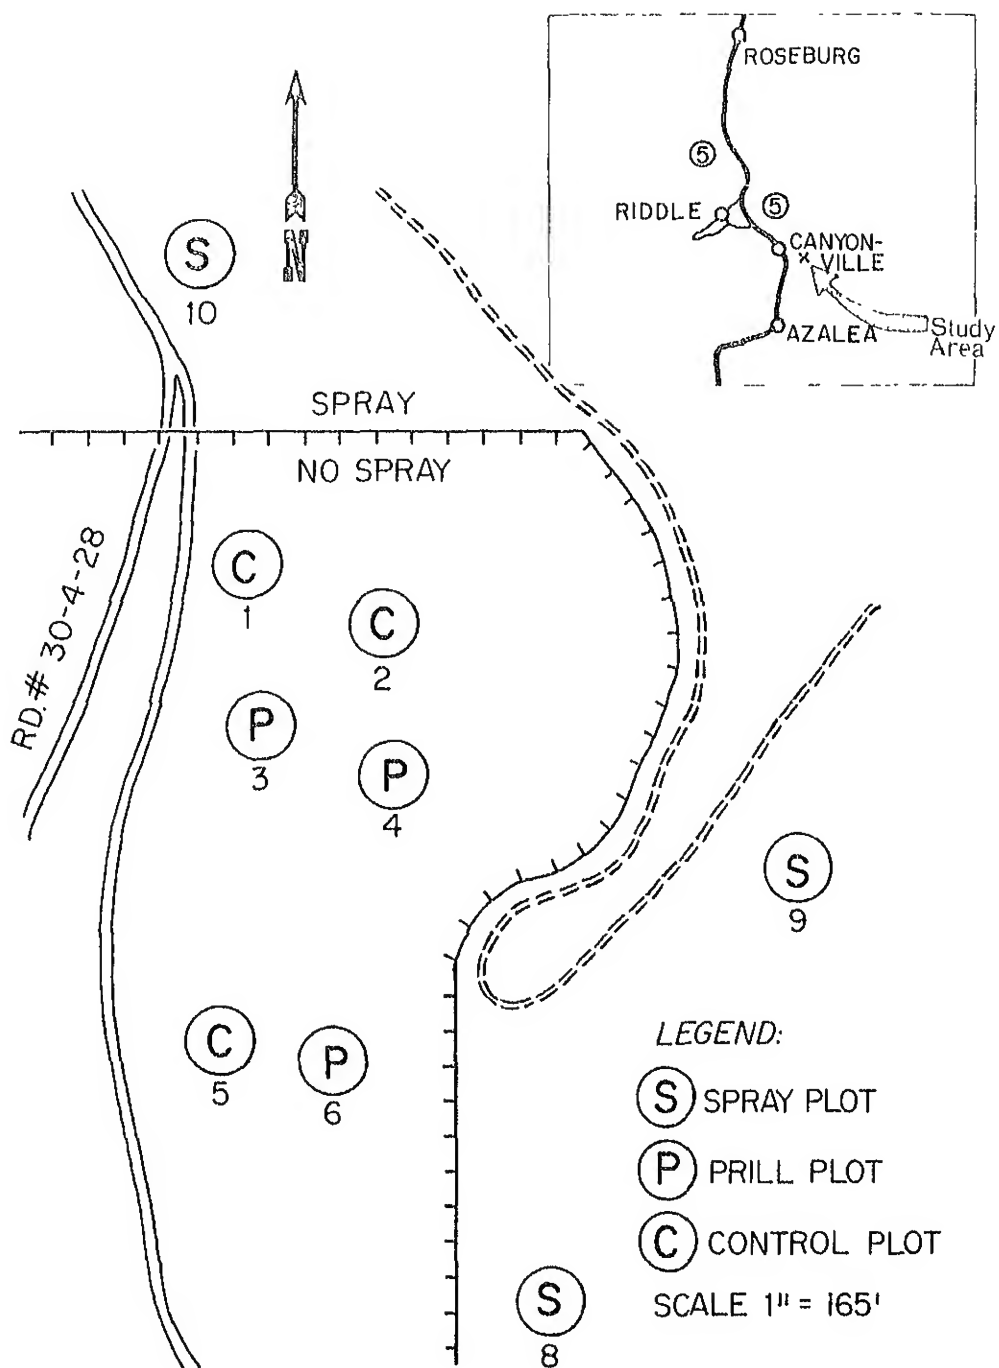 ROSEBURG
5
RIDDLE
5
CANYON-
VILLE
AZALEA
Study
Area
N
S
10
SPRAY
NO SPRAY
RD.# 30-4-28
C
1
C
2
P
3
P
4
S
9
C
5
P
6
LEGEND:
S SPRAY PLOT
P PRILL PLOT
C CONTROL PLOT
SCALE 1" = 165'
S
8